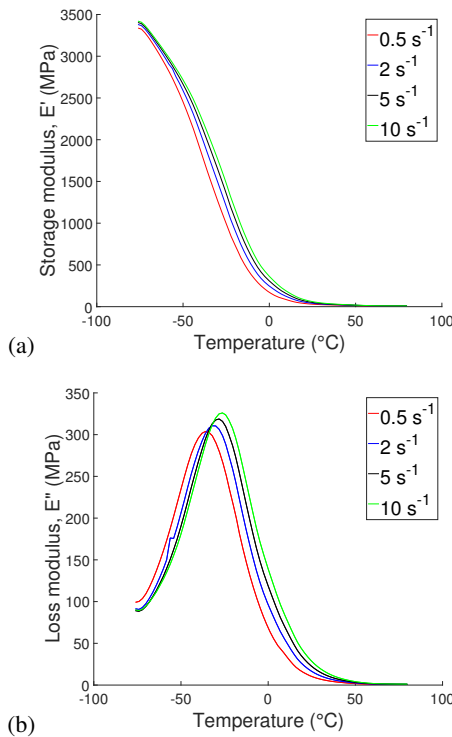 3500
3000
2500
2000
1500
1000
500
0
Storage modulus, E' (MPa)
-100 -50 0 50 100
Temperature (°C)
0.5 s⁻¹
2 s⁻¹
5 s⁻¹
10 s⁻¹
(a)
350
300
250
200
150
100
50
0
Loss modulus, E'' (MPa)
-100 -50 0 50 100
Temperature (°C)
0.5 s⁻¹
2 s⁻¹
5 s⁻¹
10 s⁻¹
(b)